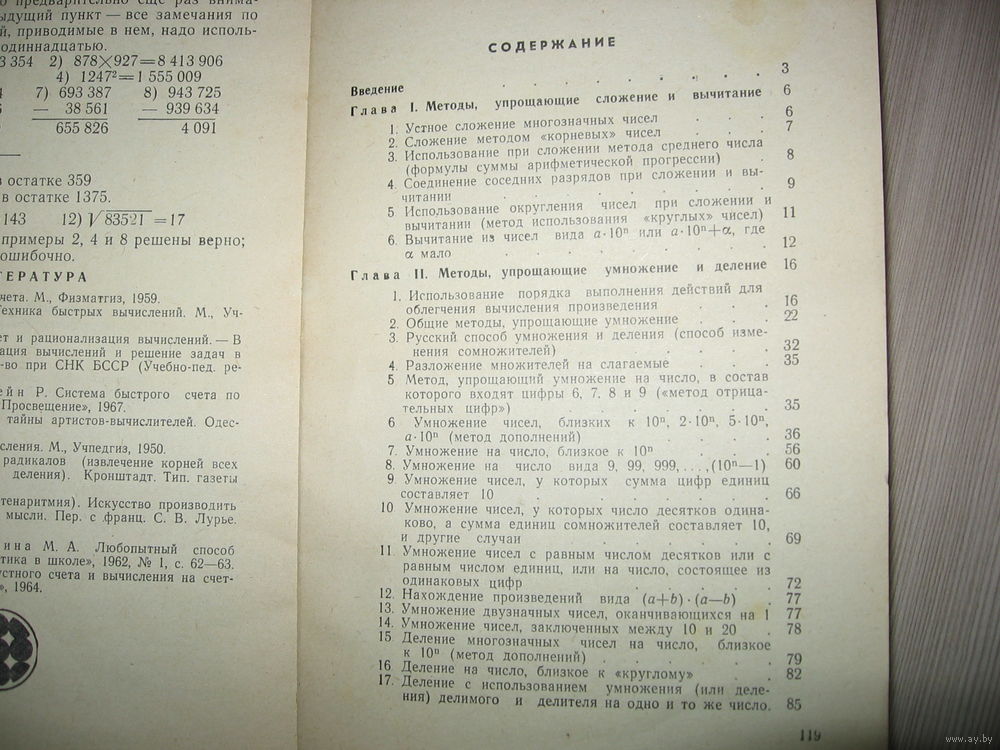 предварительно еще раз внима-
ыдущий пункт — все замечания по
й, приводимые в нем, надо исполь-
одиннадцатую.
3 354 2) 878×927=8 413 906
4) 1247²=1 555 009
7) 693 387 8) 943 725
— 38 561 — 939 634
655 826 4 091
в остатке 359
в остатке 1375.
143 12) √83521 =17
примеры 2, 4 и 8 решены верно;
ошибочно.
ТЕРАТУРА
чета. М., Физматгиз, 1959.
Техника быстрых вычислений. М., Уч-
ет и рационализация вычислений. — В
ация вычислений и решение задач в
-во при СНК БССР (Учебно-пед. ре-
ейн Р. Система быстрого счета по
Просвещение», 1967.
тайны артистов-вычислителей. Одес-
сления. М., Учпедгиз, 1950.
радикалов (извлечение корней всех
деления). Кронштадт. Тип. газеты
тенаритмия). Искусство производить
мысли. Пер. с франц. С. В. Лурье.
ина М. А. Любопытный способ
тика в школе», 1962, № 1, с. 62—63.
устного счета и вычисления на счет-
», 1964.
СОДЕРЖАНИЕ
Введение . . . . . . . 3
Глава I. Методы, упрощающие сложение и вычитание 6
1. Устное сложение многозначных чисел . . . 6
2. Сложение методом «корневых» чисел . . . 7
3. Использование при сложении метода среднего числа
(формулы суммы арифметической прогрессии) . 8
4. Соединение соседних разрядов при сложении и вы-
читании . . . . . . . 9
5 Использование округления чисел при сложении и
вычитании (метод использования «круглых» чисел) 11
6. Вычитание из чисел вида a·10ⁿ или a·10ⁿ+α, где
α мало . . . . . . . 12
Глава II. Методы, упрощающие умножение и деление 16
1. Использование порядка выполнения действий для
облегчения вычисления произведения . . . 16
2. Общие методы, упрощающие умножение . . . 22
3. Русский способ умножения и деления (способ изме-
нения сомножителей) . . . . 32
4. Разложение множителей на слагаемые . . . 35
5 Метод, упрощающий умножение на число, в состав
которого входят цифры 6, 7. 8 и 9 («метод отрица-
тельных цифр») . . . . . . 35
6 Умножение чисел, близких к 10ⁿ, 2·10ⁿ, 5·10ⁿ,
a·10ⁿ (метод дополнений) . . . . 36
7. Умножение на число, близкое к 10ⁿ . . . 56
8. Умножение на число вида 9, 99, 999,...,(10ⁿ—1) 60
9 Умножение чисел, у которых сумма цифр единиц
составляет 10 . . . . . . 66
10 Умножение чисел, у которых число десятков одина-
ково, а сумма единиц сомножителей составляет 10,
и другие случаи . . . . . 69
11. Умножение чисел с равным числом десятков или с
равным числом единиц, или на число, состоящее из
одинаковых цифр . . . . . 72
12. Нахождение произведений вида (a+b)·(a—b) . 77
13. Умножение двузначных чисел, оканчивающихся на 1 77
14. Умножение чисел, заключенных между 10 и 20 . 78
15 Деление многозначных чисел на число, близкое
к 10ⁿ (метод дополнений) . . . . 79
16 Деление на число, близкое к «круглому» . . 82
17. Деление с использованием умножения (или деле-
ния) делимого и делителя на одно и то же число. 85
119
www.ay.by